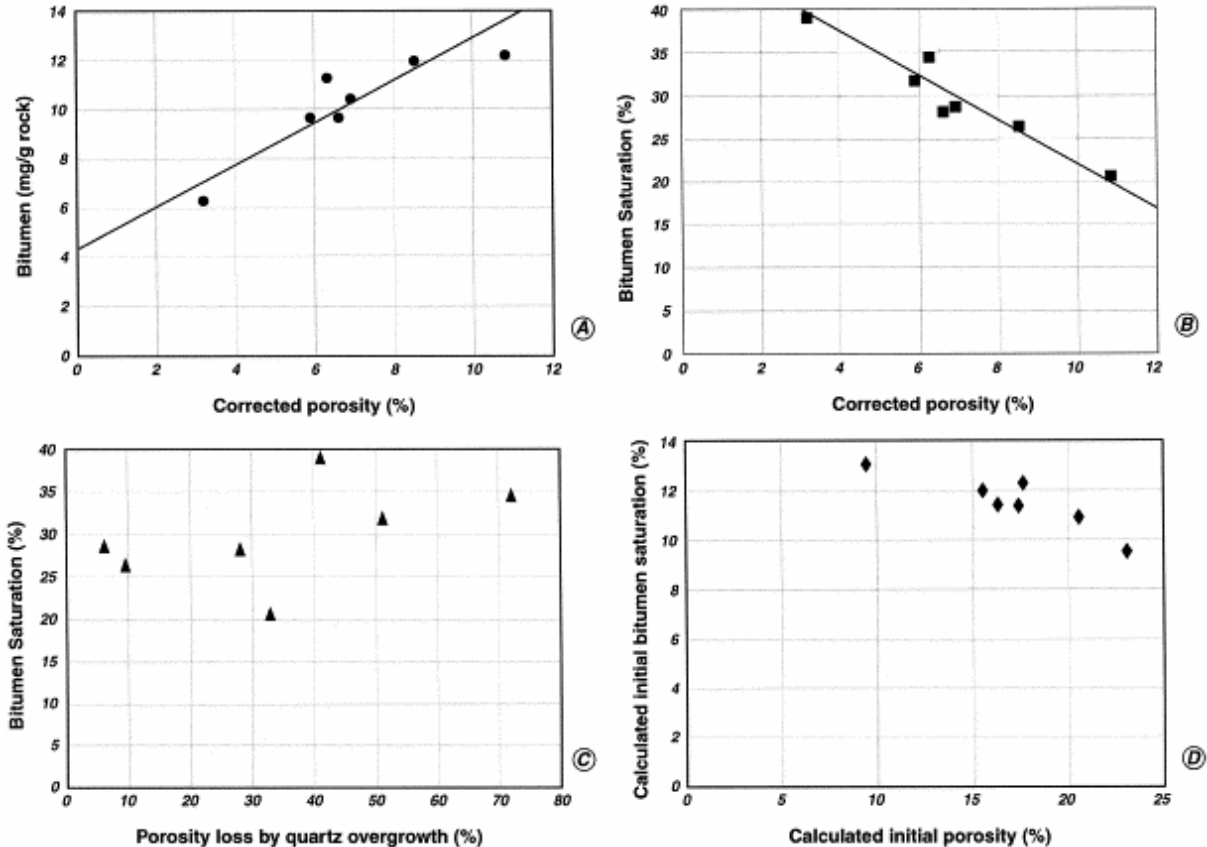 Bitumen (mg/g rock)
14
12
10
8
6
4
2
0
0 2 4 6 8 10 12
Corrected porosity (%)
A
Bitumen Saturation (%)
40
35
30
25
20
15
10
5
0
0 2 4 6 8 10 12
Corrected porosity (%)
B
Bitumen Saturation (%)
40
35
30
25
20
15
10
5
0
0 10 20 30 40 50 60 70 80
Porosity loss by quartz overgrowth (%)
C
Calculated initial bitumen saturation (%)
14
12
10
8
6
4
2
0
0 5 10 15 20 25
Calculated initial porosity (%)
D